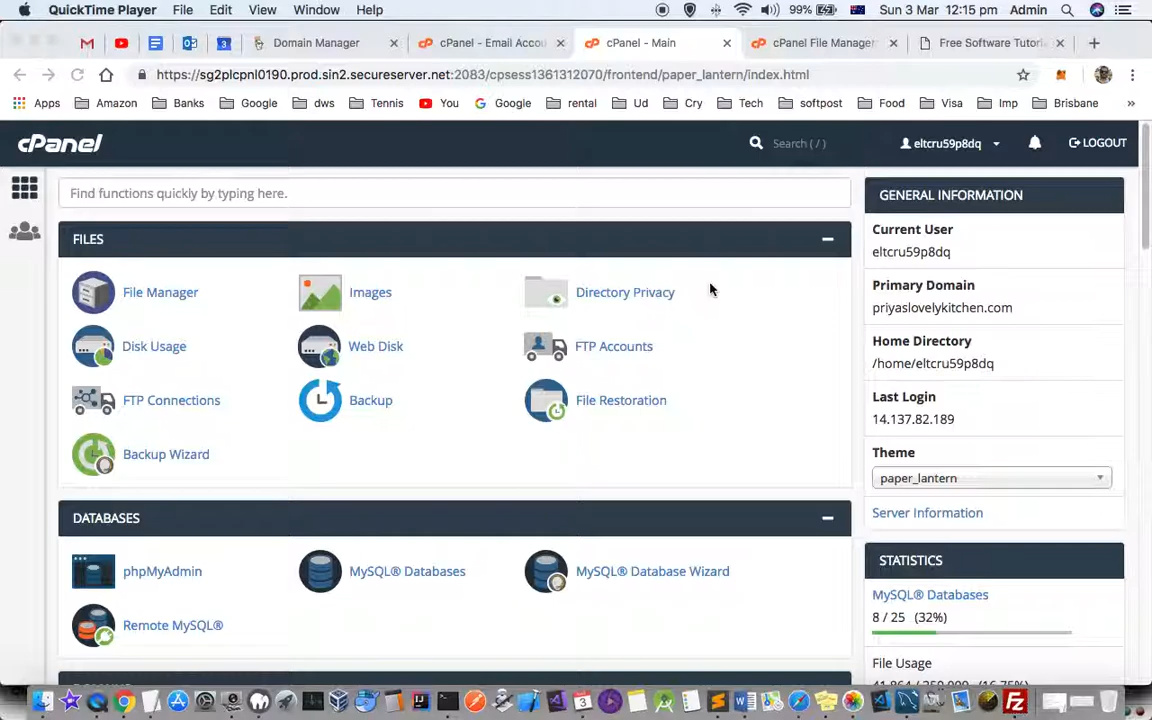 QuickTime Player File Edit View Window Help 99% Sun 3 Mar 12:15 pm Admin
Domain Manager cPanel - Email Accou cPanel - Main cPanel File Manager Free Software Tutori
https://sg2plcpnl0190.prod.sin2.secureserver.net:2083/cpsess1361312070/frontend/paper_lantern/index.html
Apps Amazon Banks Google dws Tennis You Google rental Ud Cry Tech softpost Food Visa Imp Brisbane »
cPanel Search ( / ) eltcru59p8dq LOGOUT
Find functions quickly by typing here.
FILES
File Manager Images Directory Privacy
Disk Usage Web Disk FTP Accounts
FTP Connections Backup File Restoration
Backup Wizard
DATABASES
phpMyAdmin MySQL® Databases MySQL® Database Wizard
Remote MySQL®
GENERAL INFORMATION
Current User
eltcru59p8dq
Primary Domain
priyaslovelykitchen.com
Home Directory
/home/eltcru59p8dq
Last Login
14.137.82.189
Theme
paper_lantern
Server Information
STATISTICS
MySQL® Databases
8 / 25 (32%)
File Usage